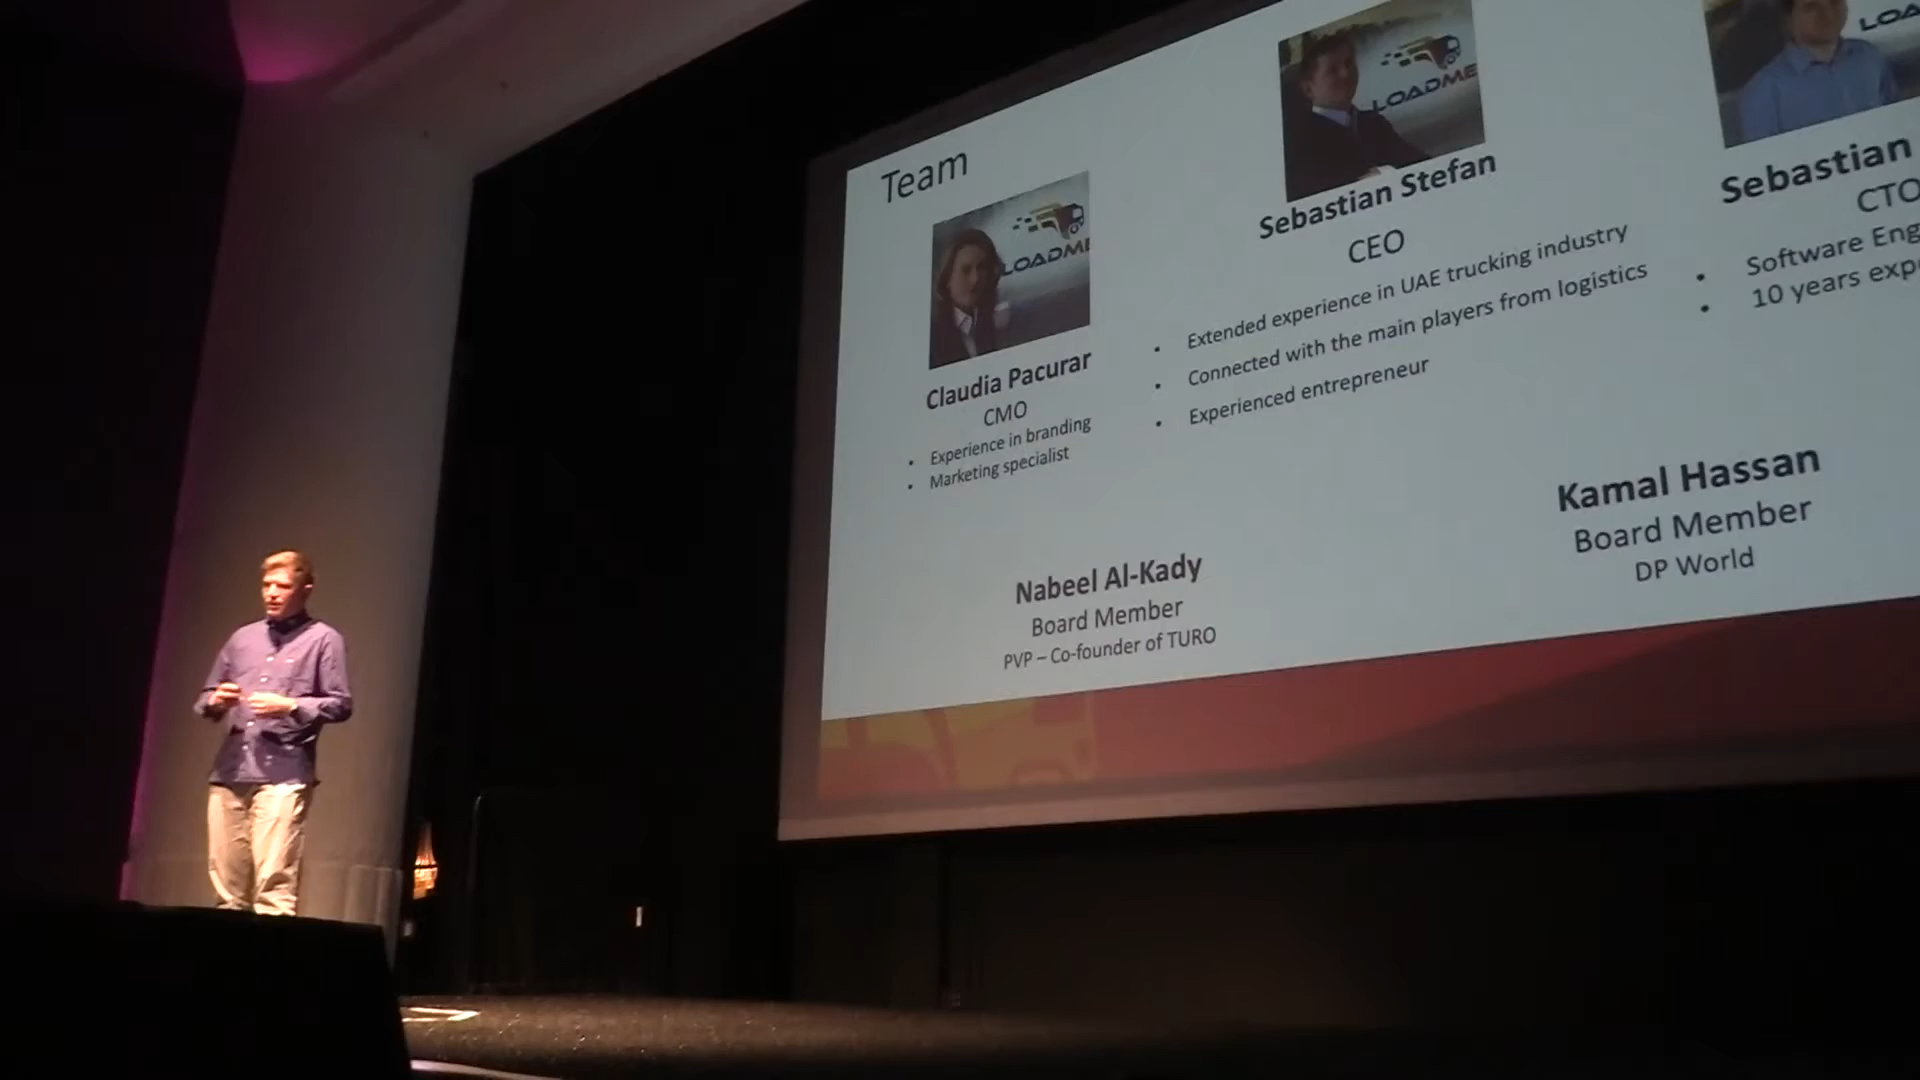 Team
LOADME
Claudia Pacurar
CMO
• Experience in branding
• Marketing specialist
LOADME
Sebastian Stefan
CEO
• Extended experience in UAE trucking industry
• Connected with the main players from logistics
• Experienced entrepreneur
LOA
Sebastian
CTO
• Software Eng
• 10 years exp
Nabeel Al-Kady
Board Member
PVP – Co-founder of TURO
Kamal Hassan
Board Member
DP World